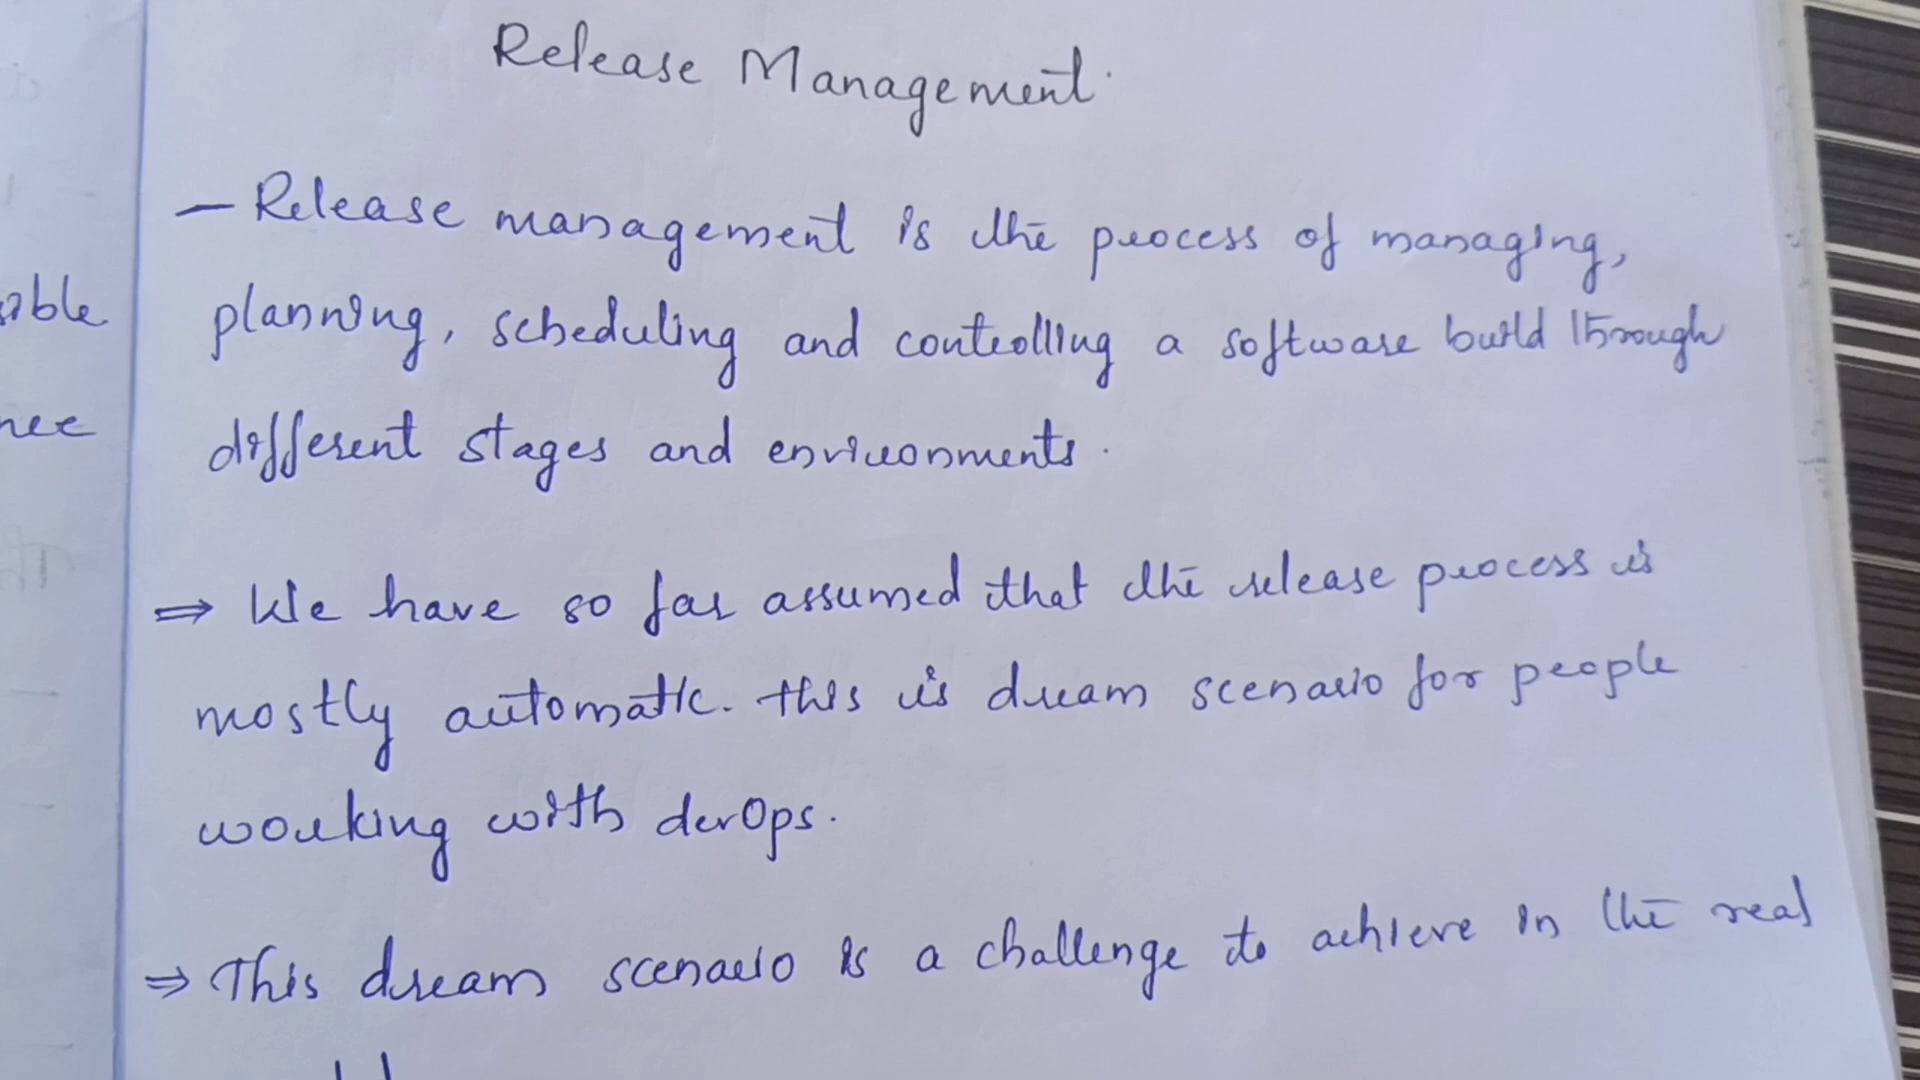 Release Management
- Release management is the process of managing,
planning, scheduling and controlling a software build through
different stages and environments.
⇒ We have so far assumed that the release process is
mostly automatic. this is dream scenario for people
working with devOps.
⇒ This dream scenario is a challenge to achieve in the real